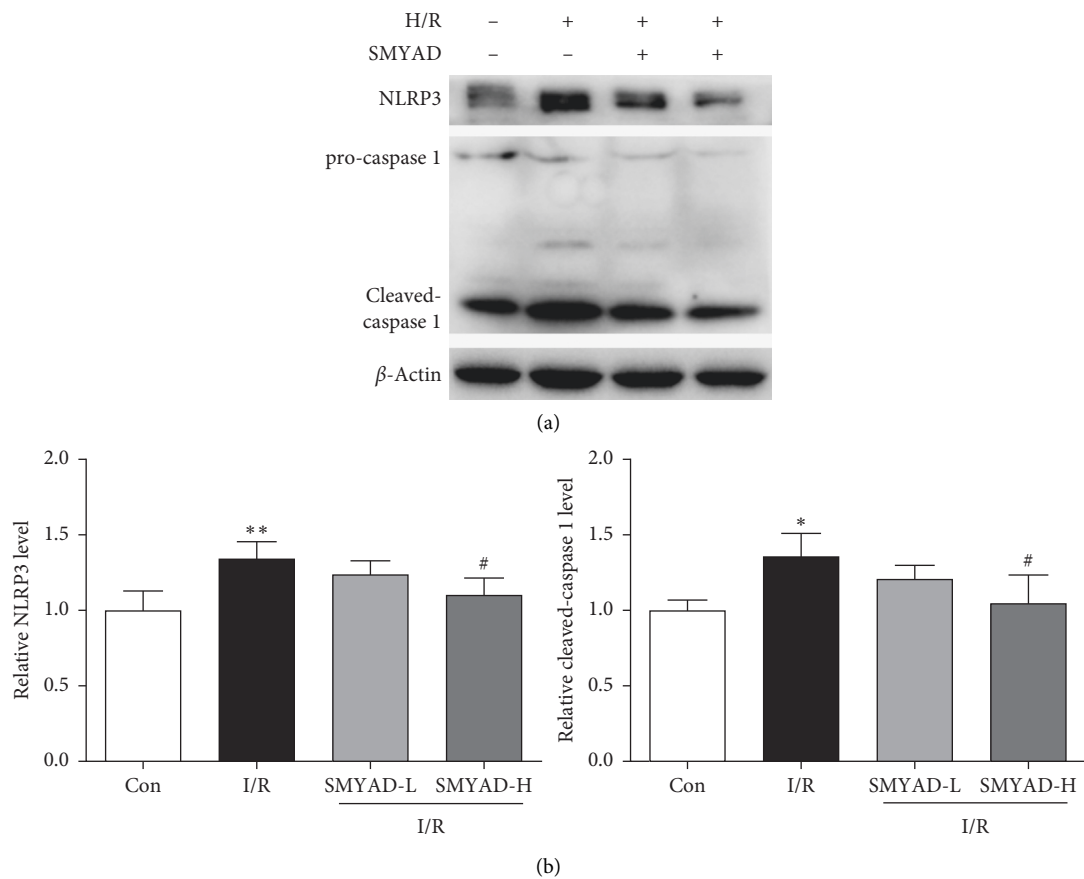 H/R – + + +
SMYAD – – + +
NLRP3
pro-caspase 1
Cleaved-
caspase 1
β-Actin
(a)
Relative NLRP3 level
2.0
1.5
1.0
0.5
0.0
**
#
Con I/R SMYAD-L SMYAD-H
I/R
Relative cleaved-caspase 1 level
2.0
1.5
1.0
0.5
0.0
*
#
Con I/R SMYAD-L SMYAD-H
I/R
(b)